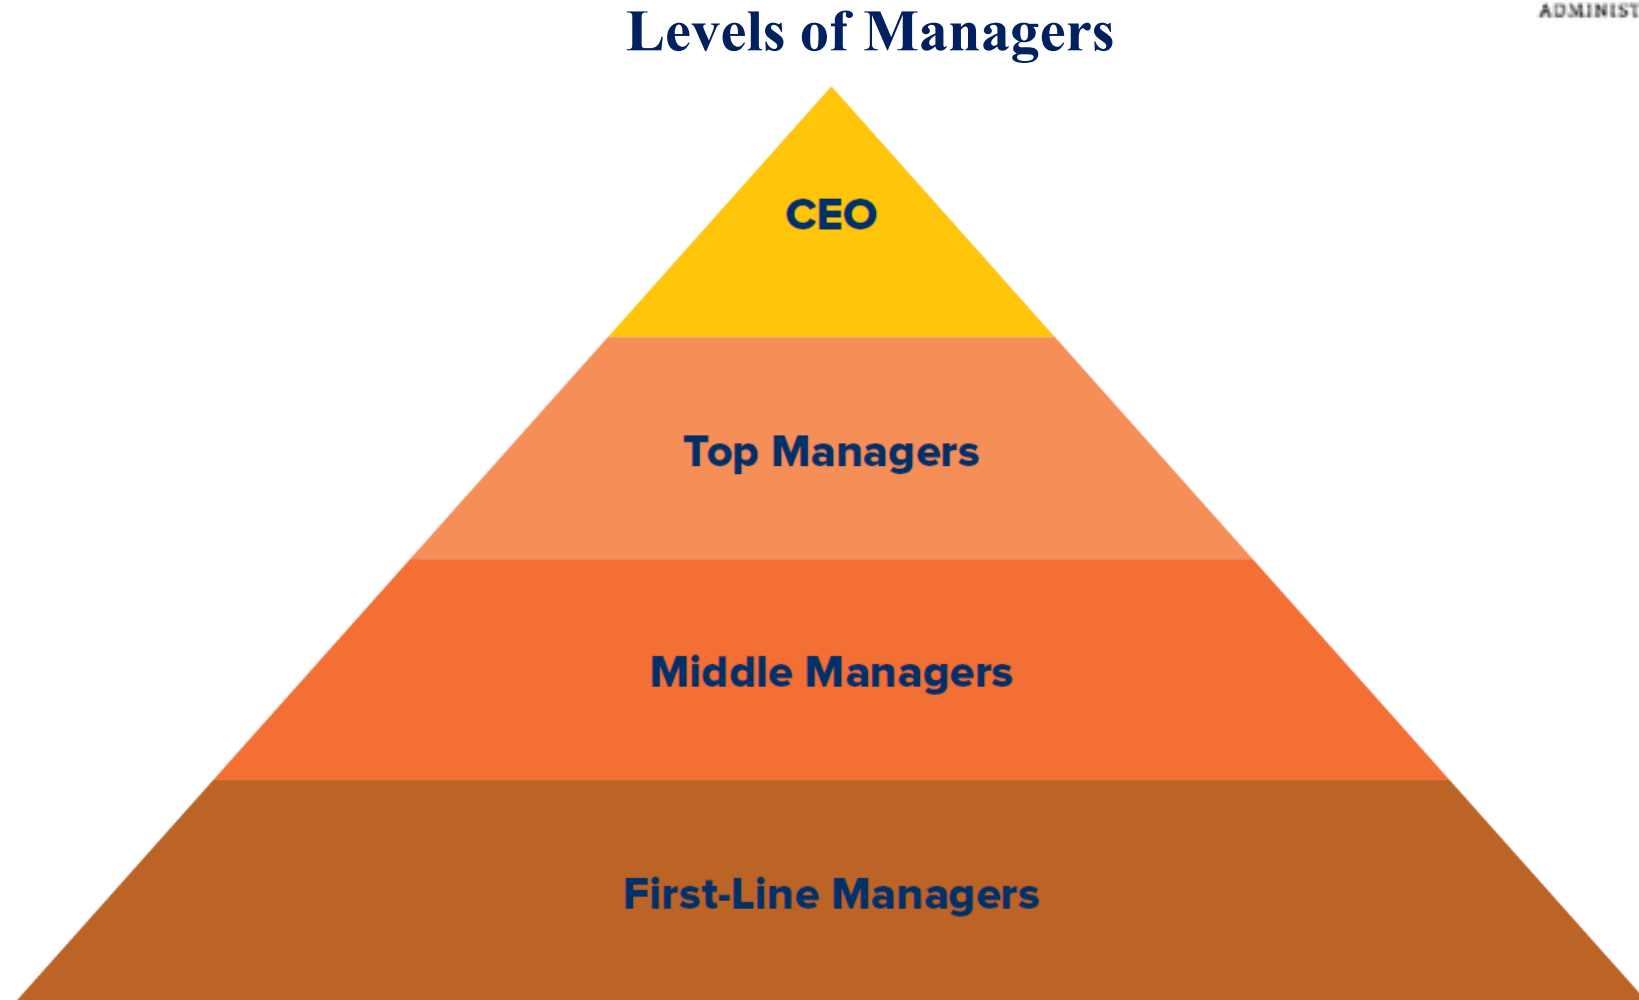 ADMINIST
Levels of Managers
CEO
Top Managers
Middle Managers
First-Line Managers